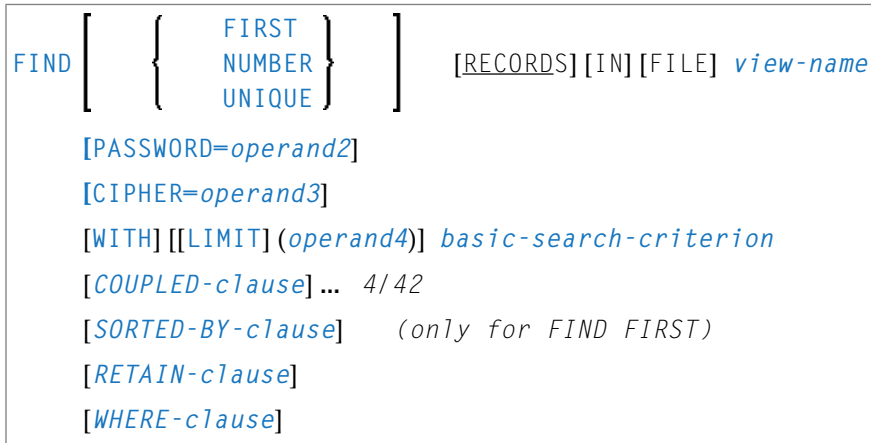 FIRST
FIND [ { NUMBER } ] [RECORDS] [IN] [FILE] view-name
UNIQUE
[PASSWORD=operand2]
[CIPHER=operand3]
[WITH] [[LIMIT] (operand4)] basic-search-criterion
[COUPLED-clause] ... 4/42
[SORTED-BY-clause] (only for FIND FIRST)
[RETAIN-clause]
[WHERE-clause]